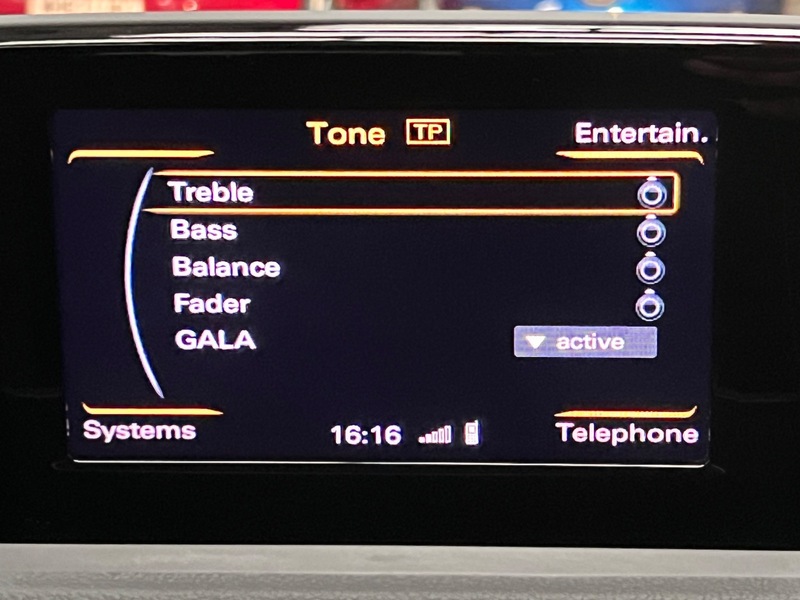 Tone TP Entertain.
Treble
Bass
Balance
Fader
GALA active
Systems 16:16 Telephone